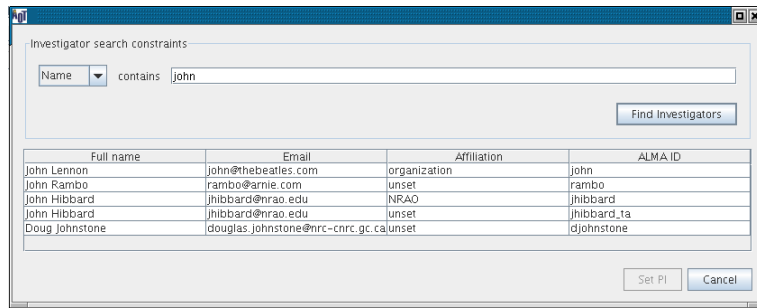 Investigator search constraints
Name contains john
Find Investigators
Full name Email Affiliation ALMA ID
John Lennon john@thebeatles.com organization john
John Rambo rambo@arnie.com unset rambo
John Hibbard jhibbard@nrao.edu NRAO jhibbard
John Hibbard jhibbard@nrao.edu unset jhibbard_ta
Doug Johnstone douglas.johnstone@nrc-cnrc.gc.ca unset djohnstone
Set PI Cancel